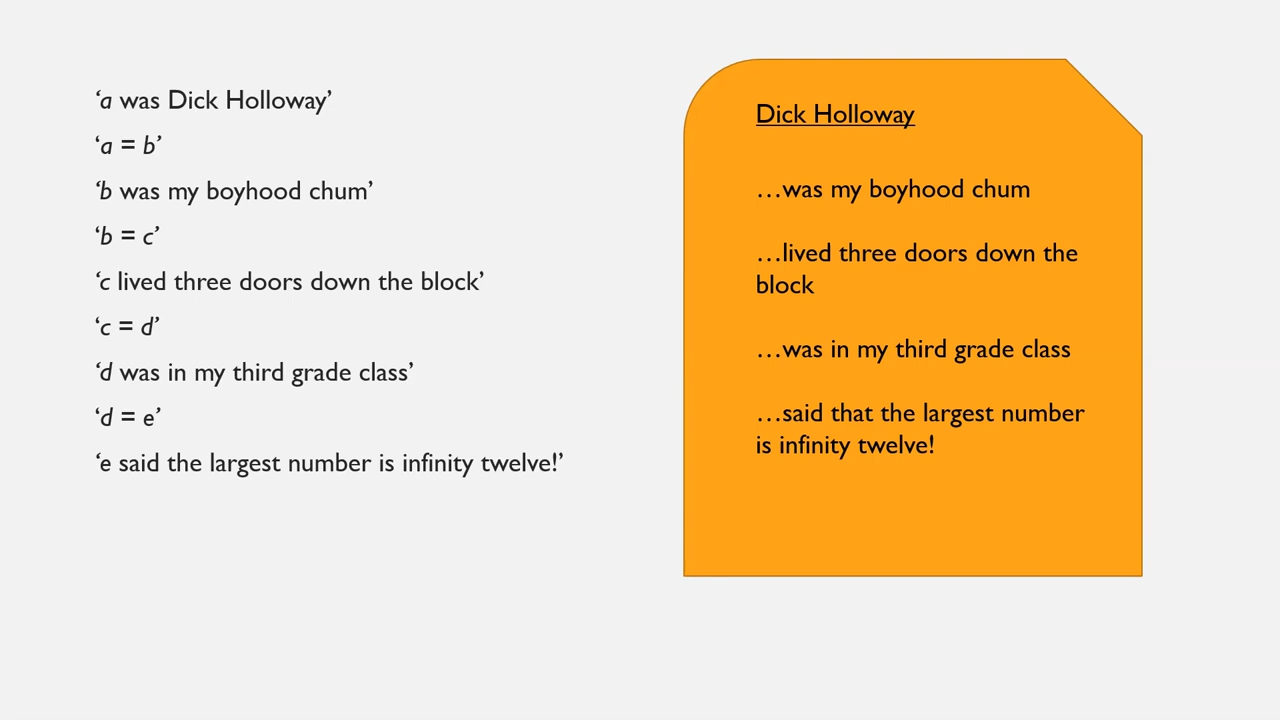 ‘a was Dick Holloway’
‘a = b’
‘b was my boyhood chum’
‘b = c’
‘c lived three doors down the block’
‘c = d’
‘d was in my third grade class’
‘d = e’
‘e said the largest number is infinity twelve!’
Dick Holloway
…was my boyhood chum
…lived three doors down the
block
…was in my third grade class
…said that the largest number
is infinity twelve!